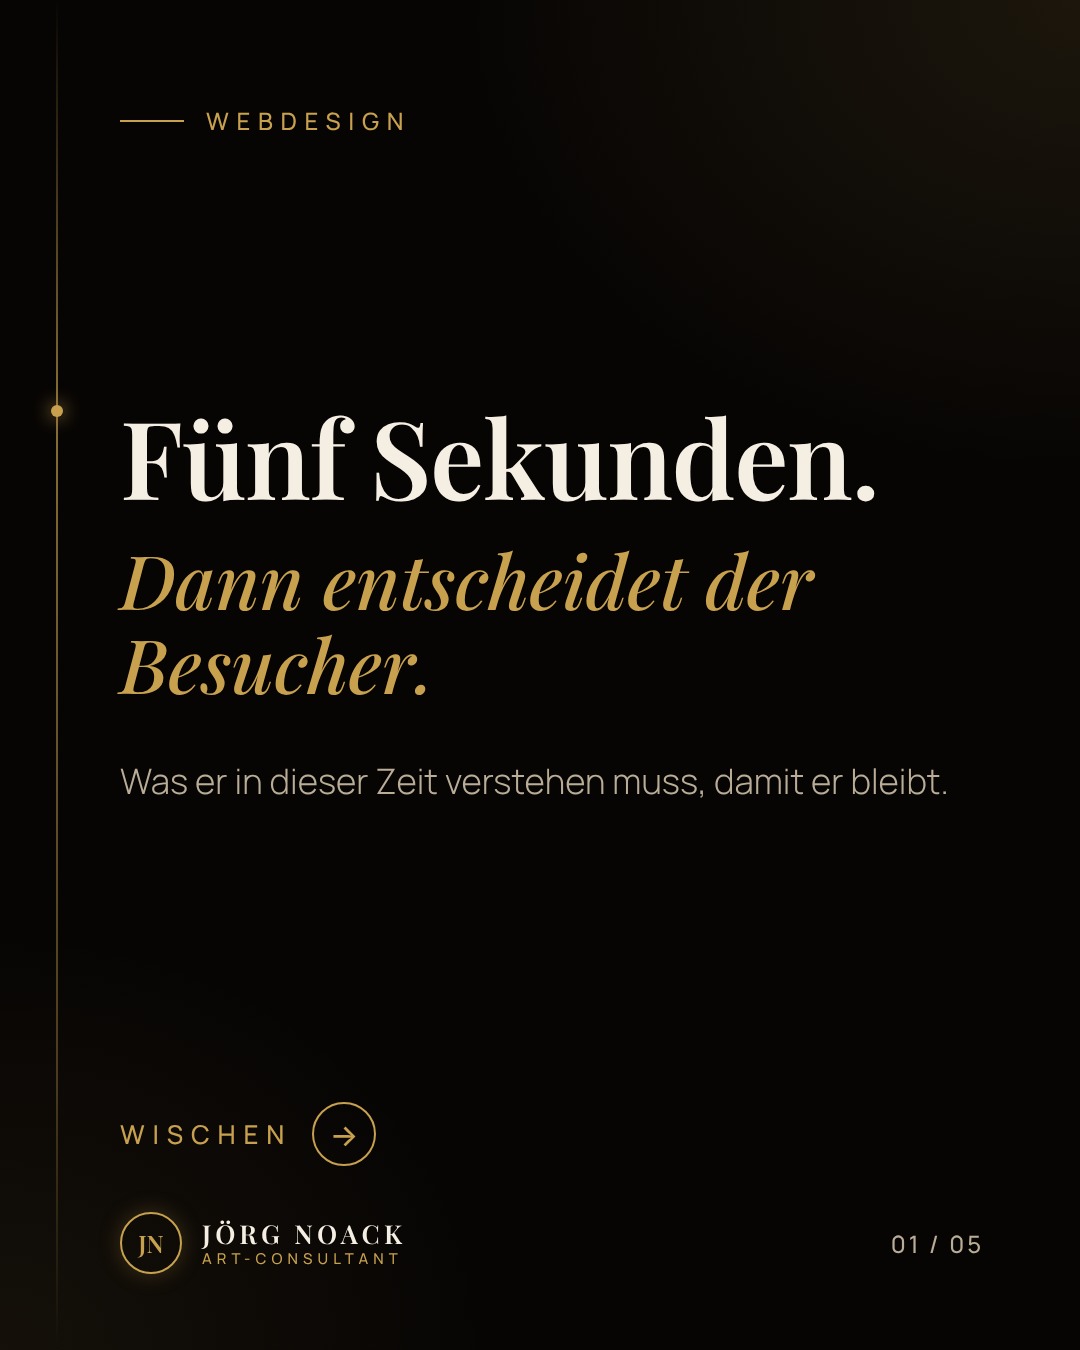 WEBDESIGN
Fünf Sekunden.
Dann entscheidet der
Besucher.
Was er in dieser Zeit verstehen muss, damit er bleibt.
WISCHEN →
JN
JÖRG NOACK
ART-CONSULTANT
01 / 05